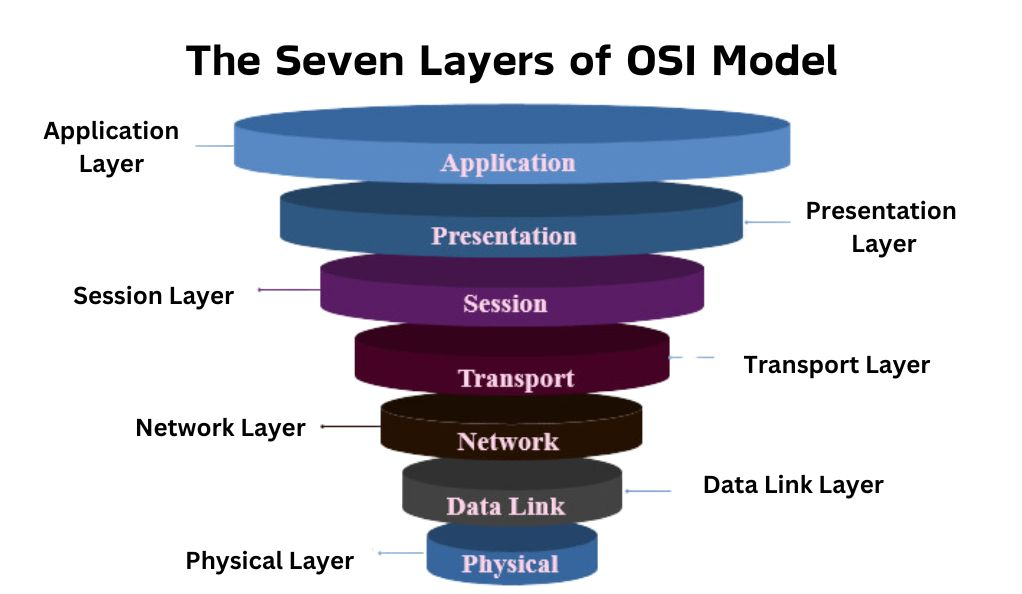 The Seven Layers of OSI Model
Application
Layer
Application
Presentation
Layer
Presentation
Session Layer
Session
Transport Layer
Transport
Network Layer
Network
Data Link Layer
Data Link
Physical Layer
Physical